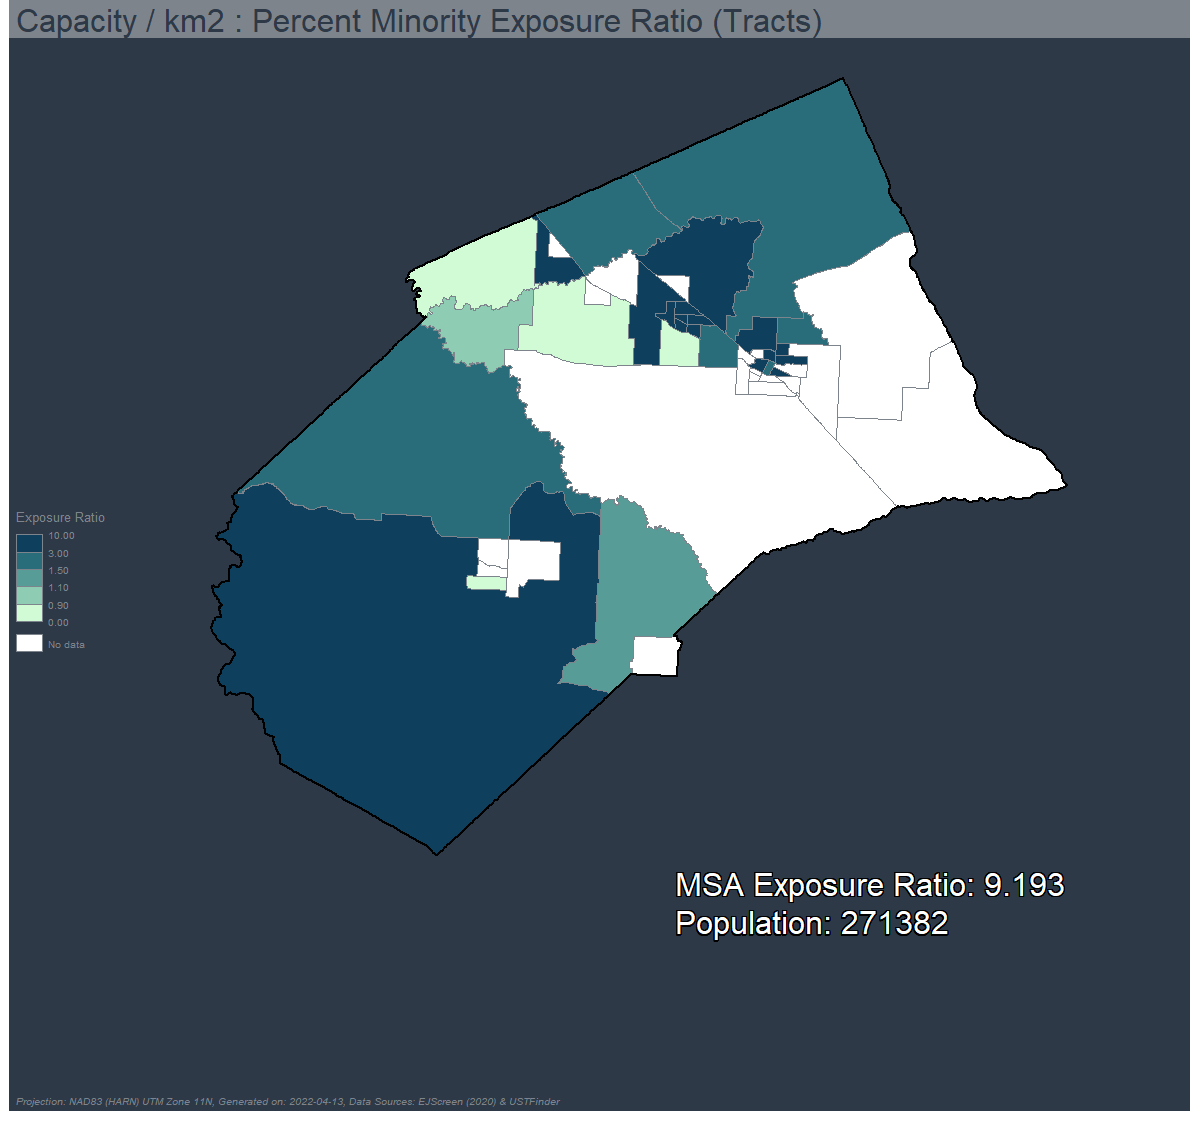 Capacity / km2 : Percent Minority Exposure Ratio (Tracts)
Exposure Ratio
10.00
3.00
1.50
1.10
0.90
0.00
No data
MSA Exposure Ratio: 9.193
Population: 271382
Projection: NAD83 (HARN) UTM Zone 11N, Generated on: 2022-04-13, Data Sources: EJScreen (2020) & USTFinder